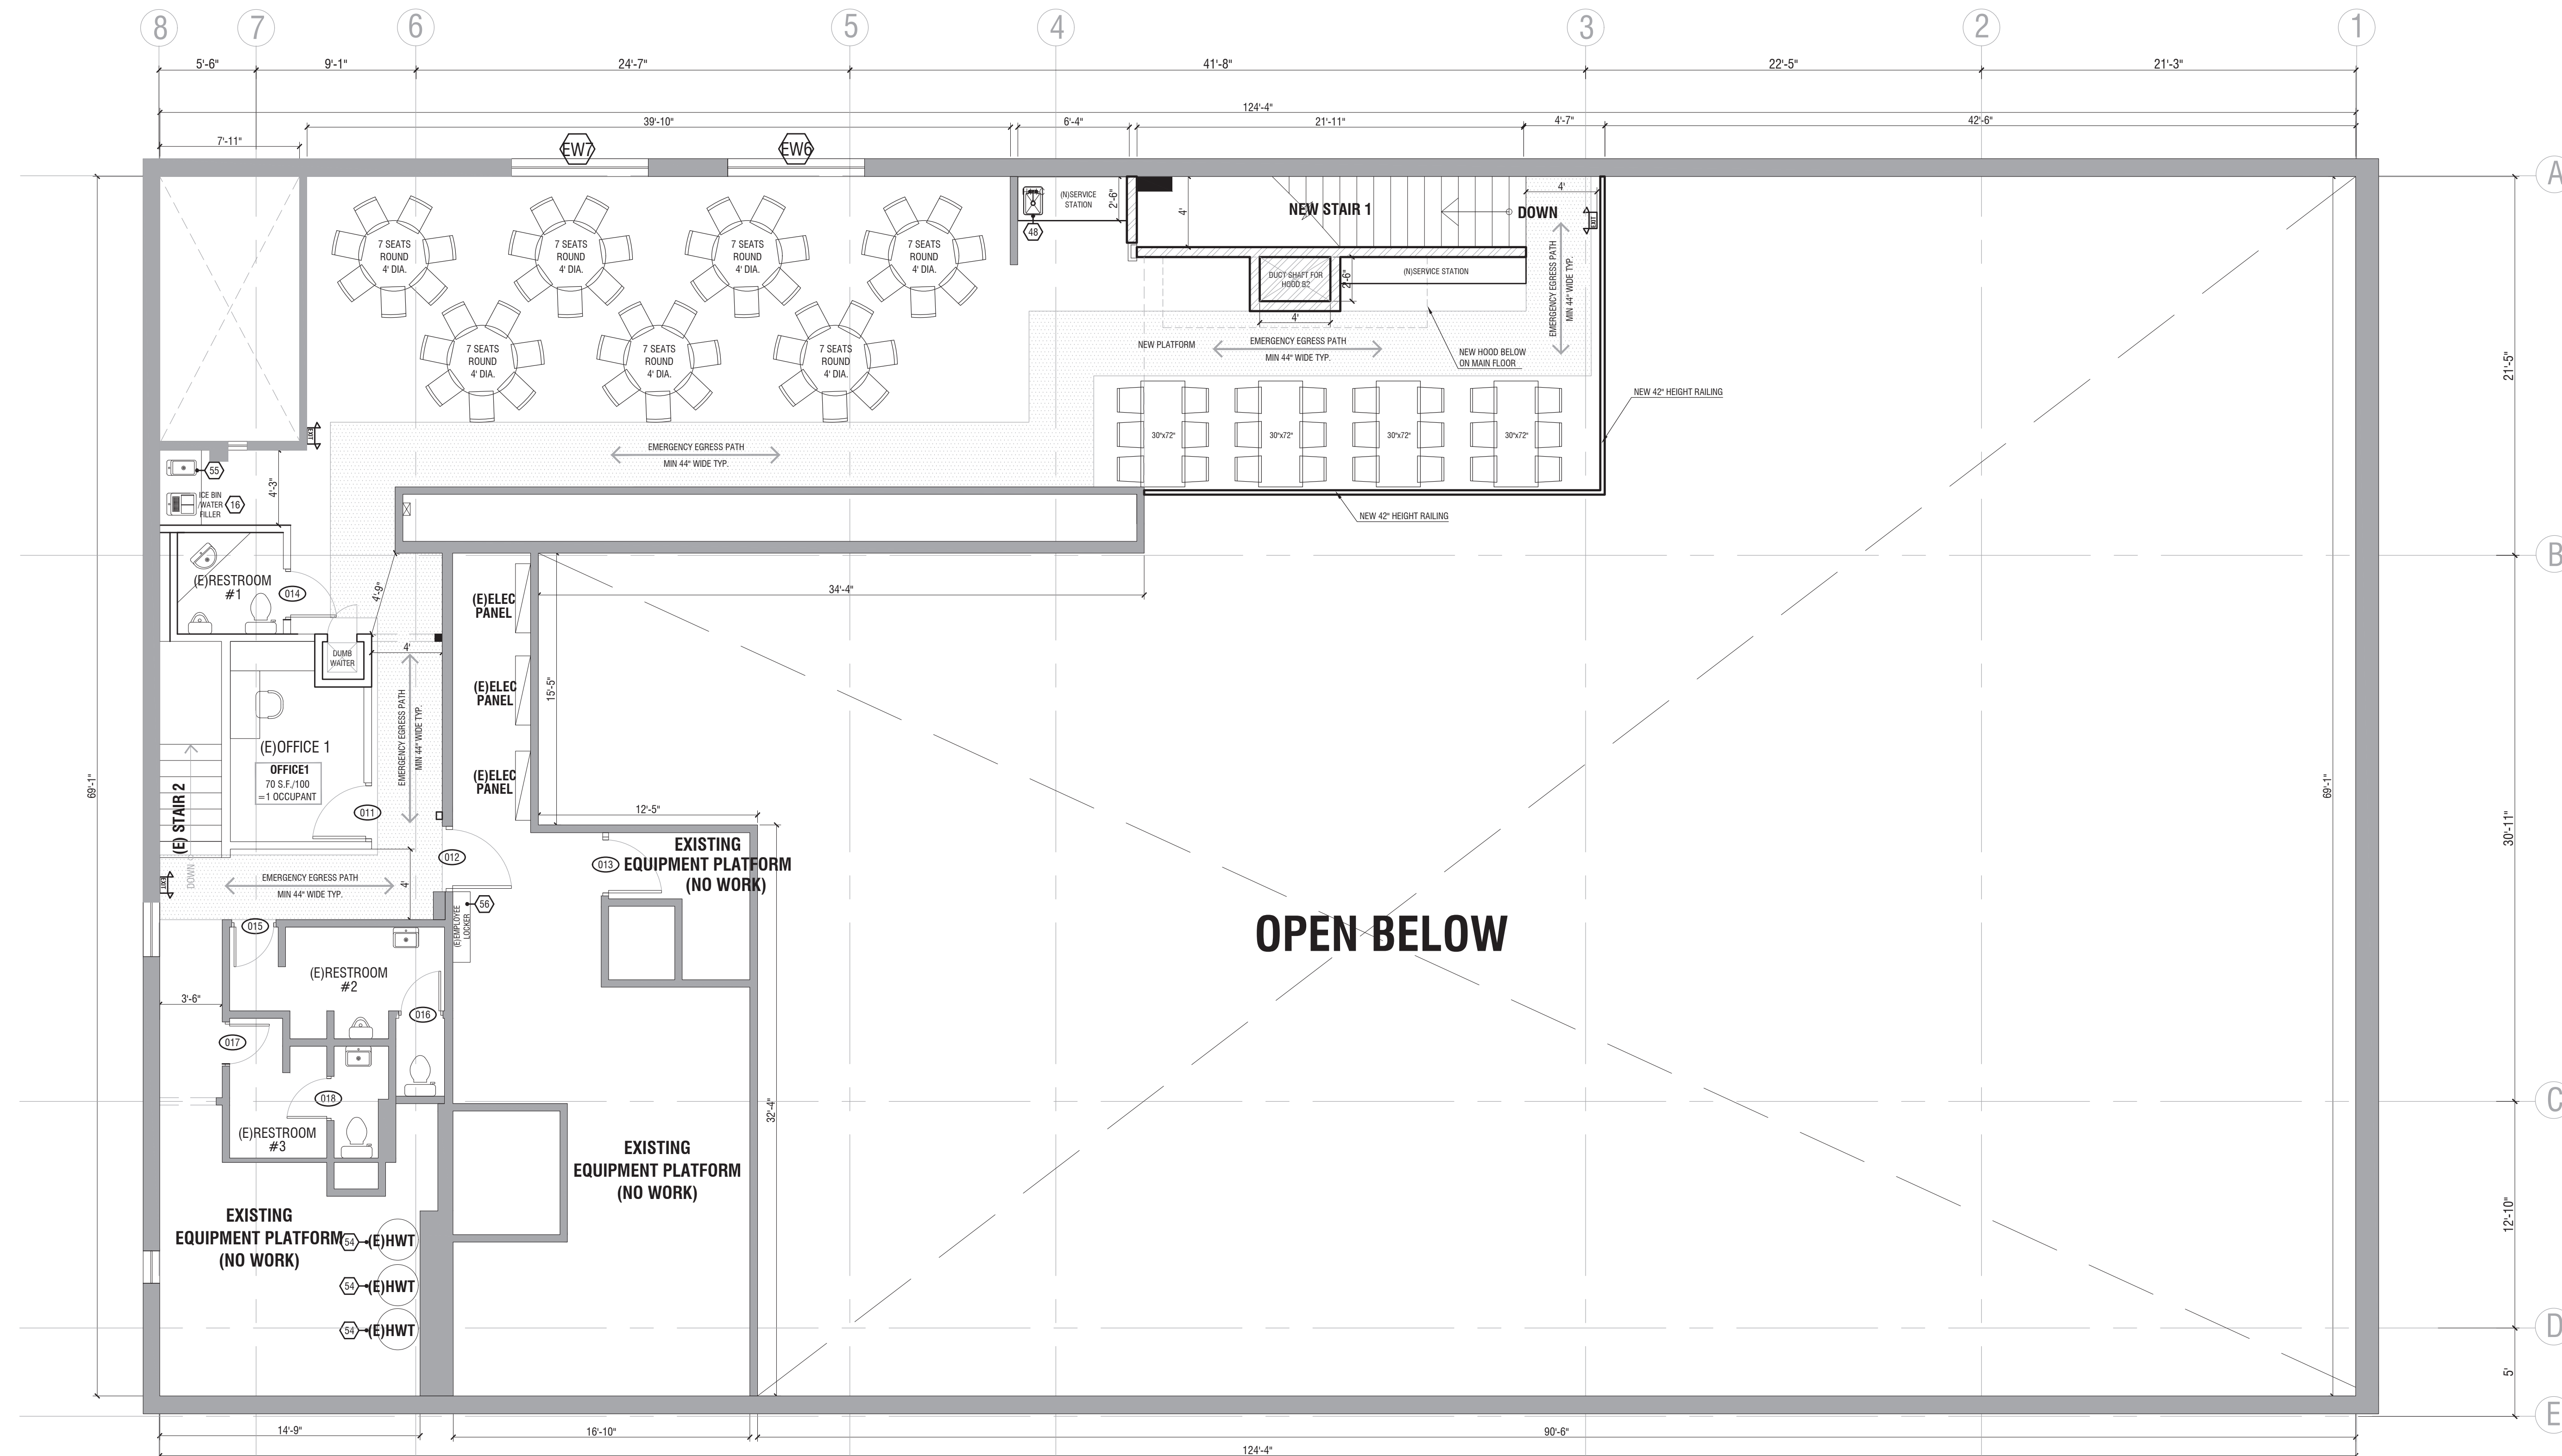 8 7 6 5 4 3 2 1
5'-6" 9'-1" 24'-7" 41'-8" 22'-5" 21'-3"
124'-4"
39'-10" 6'-4" 21'-11" 4'-7" 42'-6"
7'-11"
EW7 EW6
A
B
C
D
E
21'-5"
30'-11"
12'-10"
5'
69'-1"
69'-1"
7 SEATS
ROUND
4' DIA.
7 SEATS
ROUND
4' DIA.
7 SEATS
ROUND
4' DIA.
7 SEATS
ROUND
4' DIA.
7 SEATS
ROUND
4' DIA.
7 SEATS
ROUND
4' DIA.
7 SEATS
ROUND
4' DIA.
(N)SERVICE
STATION
2'-6"
48
4'
NEW STAIR 1
DOWN
4'
EXIT
EMERGENCY EGRESS PATH
MIN 44" WIDE TYP.
DUCT SHAFT FOR
HOOD S2
2'-6"
4'
(N)SERVICE STATION
NEW PLATFORM
EMERGENCY EGRESS PATH
MIN 44" WIDE TYP.
NEW HOOD BELOW
ON MAIN FLOOR
NEW 42" HEIGHT RAILING
30"x72"
30"x72"
30"x72"
30"x72"
NEW 42" HEIGHT RAILING
EXIT
EMERGENCY EGRESS PATH
MIN 44" WIDE TYP.
55
4'-3"
ICE BIN
/WATER
FILLER
16
(E)RESTROOM
#1
014
4'-9"
34'-4"
(E)ELEC
PANEL
DUMB
WAITER
4'
(E)ELEC
PANEL
15'-5"
EMERGENCY EGRESS PATH
MIN 44" WIDE TYP.
(E)OFFICE 1
OFFICE1
70 S.F./100
=1 OCCUPANT
(E)ELEC
PANEL
011
(E) STAIR 2
DOWN
12'-5"
012
013
EXISTING
EQUIPMENT PLATFORM
(NO WORK)
EXIT
EMERGENCY EGRESS PATH
MIN 44" WIDE TYP.
4'
56
(E)EMPLOYEE
LOCKER
OPEN BELOW
015
(E)RESTROOM
#2
3'-6"
016
017
018
(E)RESTROOM
#3
32'-4"
EXISTING
EQUIPMENT PLATFORM
(NO WORK)
EXISTING
EQUIPMENT PLATFORM
(NO WORK)
54 (E)HWT
54 (E)HWT
54 (E)HWT
14'-9" 16'-10" 90'-6"
124'-4"